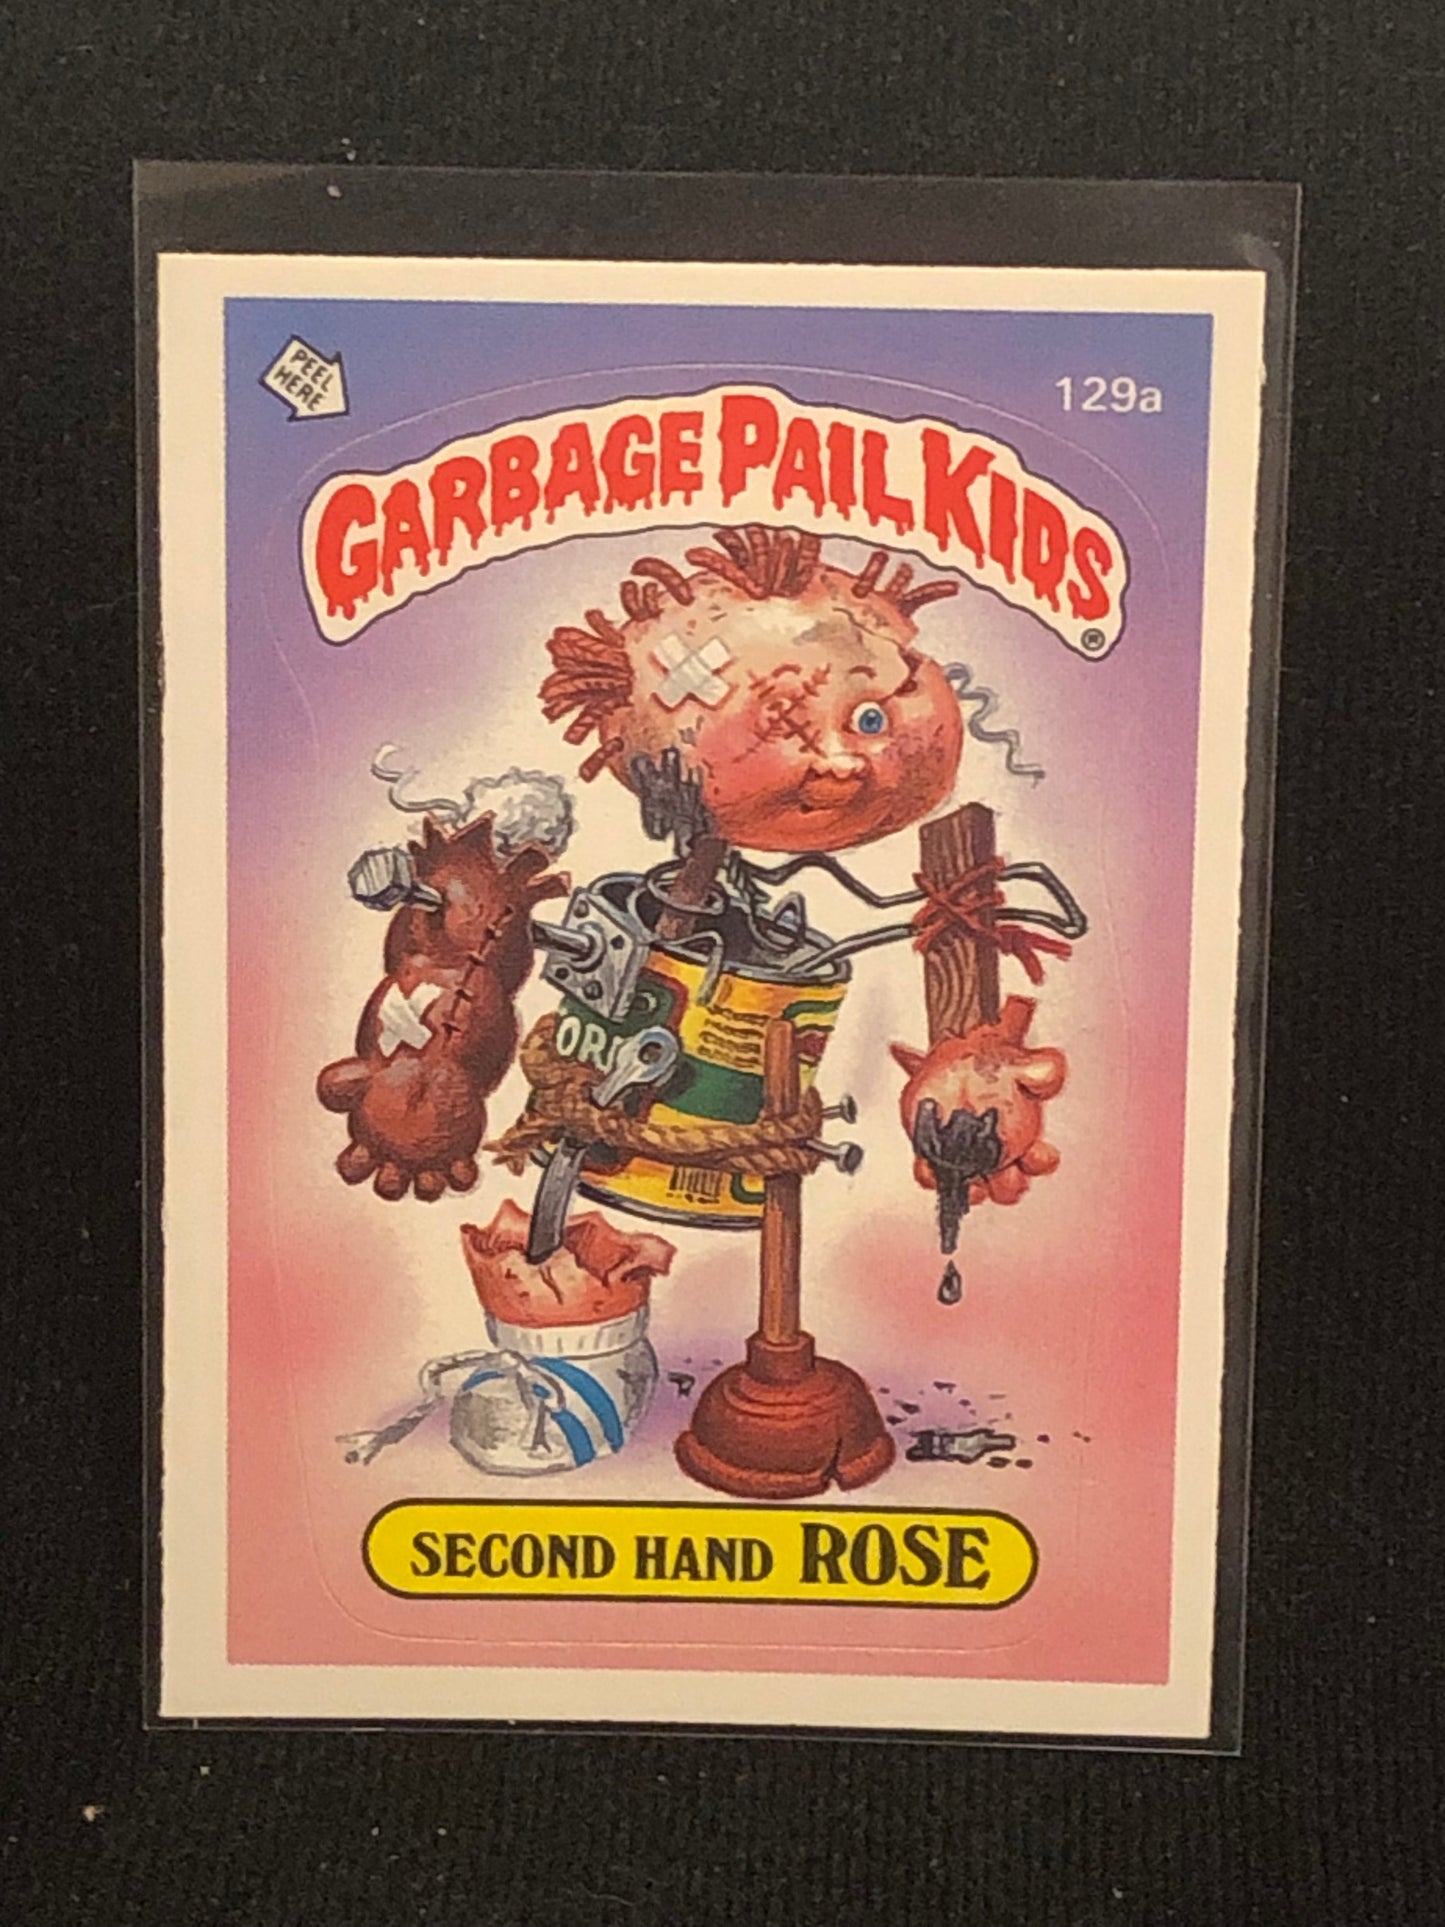 PEEL
HERE
129a
GARBAGE PAIL KIDS
®
SECOND HAND ROSE